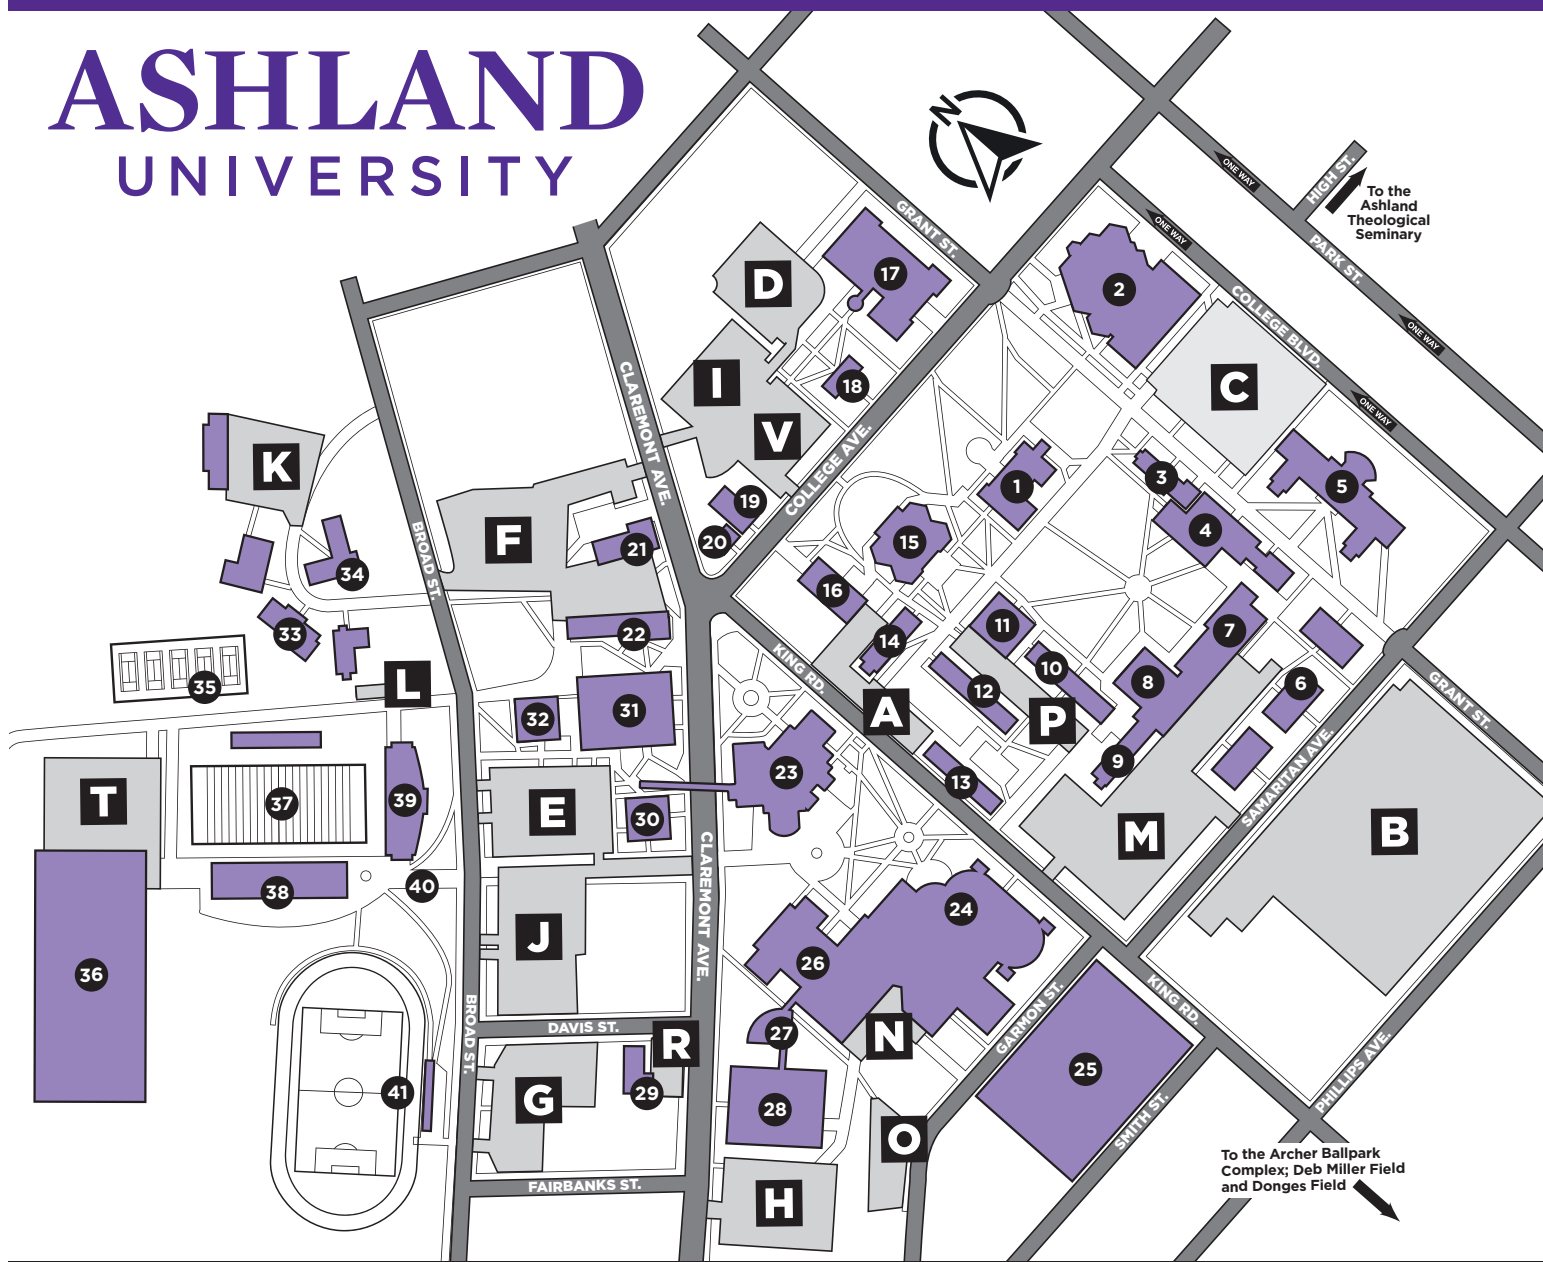 ASHLAND
UNIVERSITY
N
ONE WAY
HIGH ST.
To the
Ashland
Theological
Seminary
GRANT ST.
ONE WAY
PARK ST.
D
17
2
COLLEGE BLVD.
ONE WAY
I
18
C
CLAREMONT AVE.
ONE WAY
V
K
COLLEGE AVE.
1
3
5
19
4
F
BROAD ST.
20
21
15
34
16
33
22
14
11
7
KING RD.
10
35
L
12
8
6
GRANT ST.
32
31
A
P
T
37
39
23
13
9
SAMARITAN AVE.
E
30
M
B
CLAREMONT AVE.
38
40
24
J
36
26
BROAD ST.
DAVIS ST.
R
27
N
GARMON ST.
KING RD.
25
PHILLIPS AVE.
41
G
29
28
O
SMITH ST.
To the Archer Ballpark
Complex; Deb Miller Field
and Donges Field
FAIRBANKS ST.
H